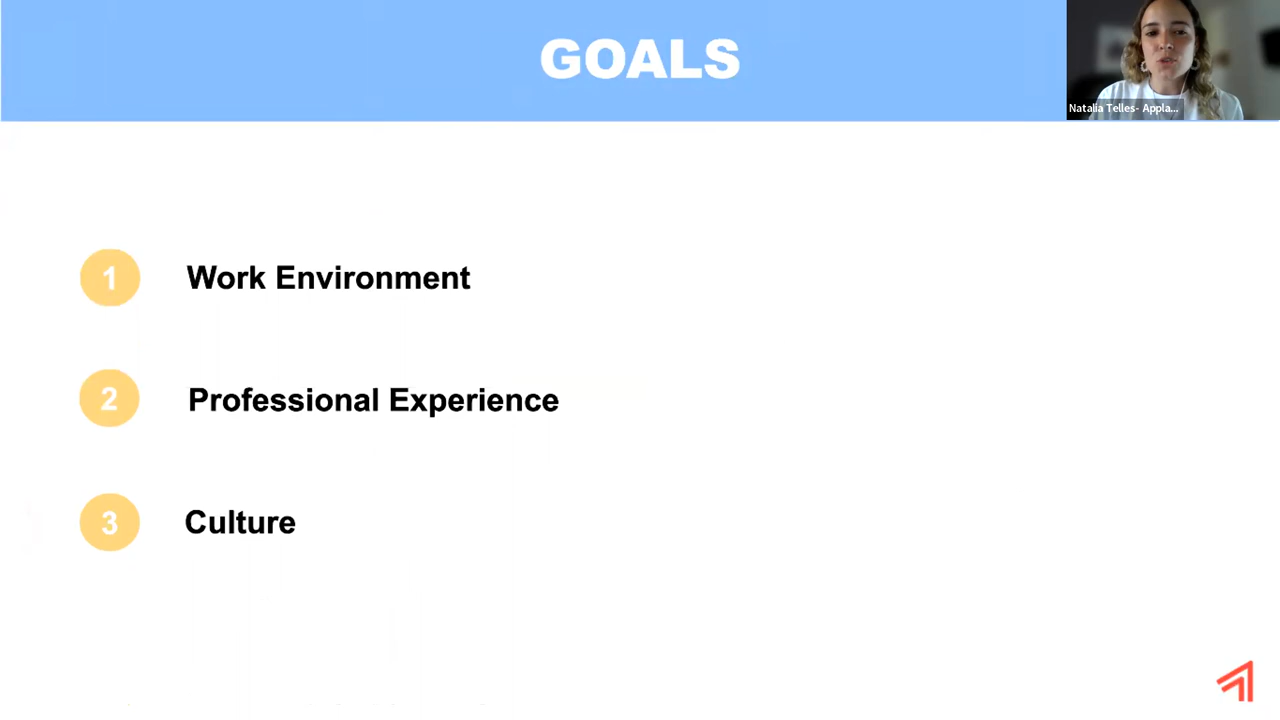 GOALS
Natalia Telles- Appla...
1 Work Environment
2 Professional Experience
3 Culture